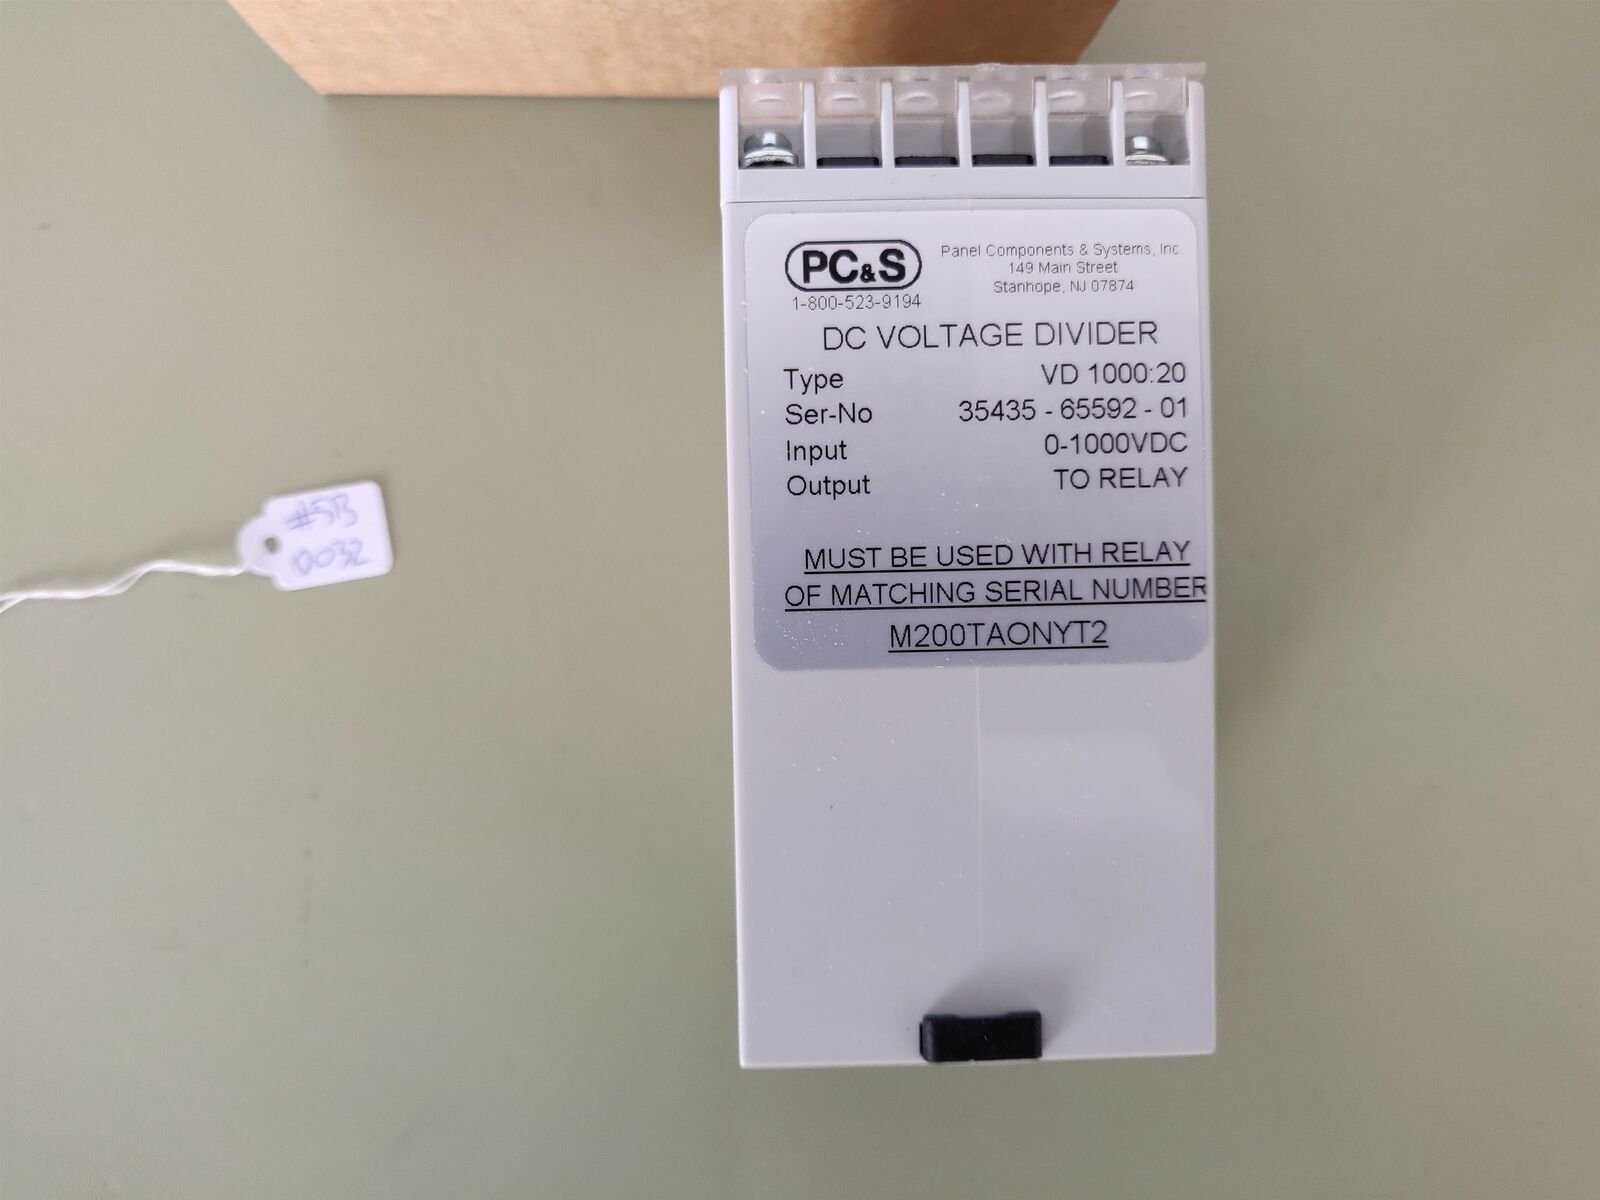 PC&S
1-800-523-9194
Panel Components & Systems, Inc.
149 Main Street
Stanhope, NJ 07874
DC VOLTAGE DIVIDER
Type VD 1000:20
Ser-No 35435 - 65592 - 01
Input 0-1000VDC
Output TO RELAY
MUST BE USED WITH RELAY
OF MATCHING SERIAL NUMBER
M200TAONYT2
0032